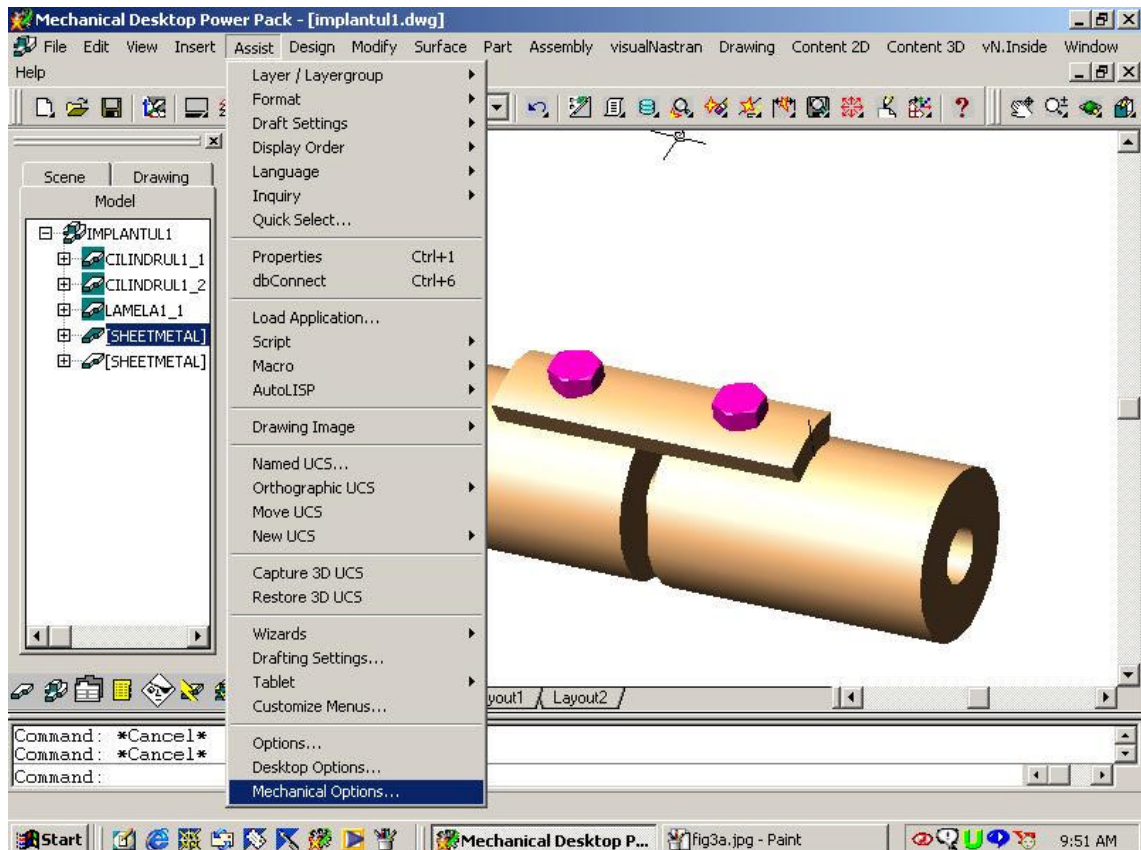 Mechanical Desktop Power Pack - [implantul1.dwg]
File Edit View Insert Assist Design Modify Surface Part Assembly visualNastran Drawing Content 2D Content 3D vN.Inside Window
Help
Layer / Layergroup
Format
Draft Settings
Display Order
Language
Inquiry
Quick Select...
Properties Ctrl+1
dbConnect Ctrl+6
Load Application...
Script
Macro
AutoLISP
Drawing Image
Named UCS...
Orthographic UCS
Move UCS
New UCS
Capture 3D UCS
Restore 3D UCS
Wizards
Drafting Settings...
Tablet
Customize Menus...
Options...
Desktop Options...
Mechanical Options...
Scene Drawing
Model
IMPLANTUL1
CILINDRUL1_1
CILINDRUL1_2
LAMELA1_1
[SHEETMETAL]
[SHEETMETAL]
yout1 Layout2
Command: *Cancel*
Command: *Cancel*
Command:
Start Mechanical Desktop P... fig3a.jpg - Paint 9:51 AM